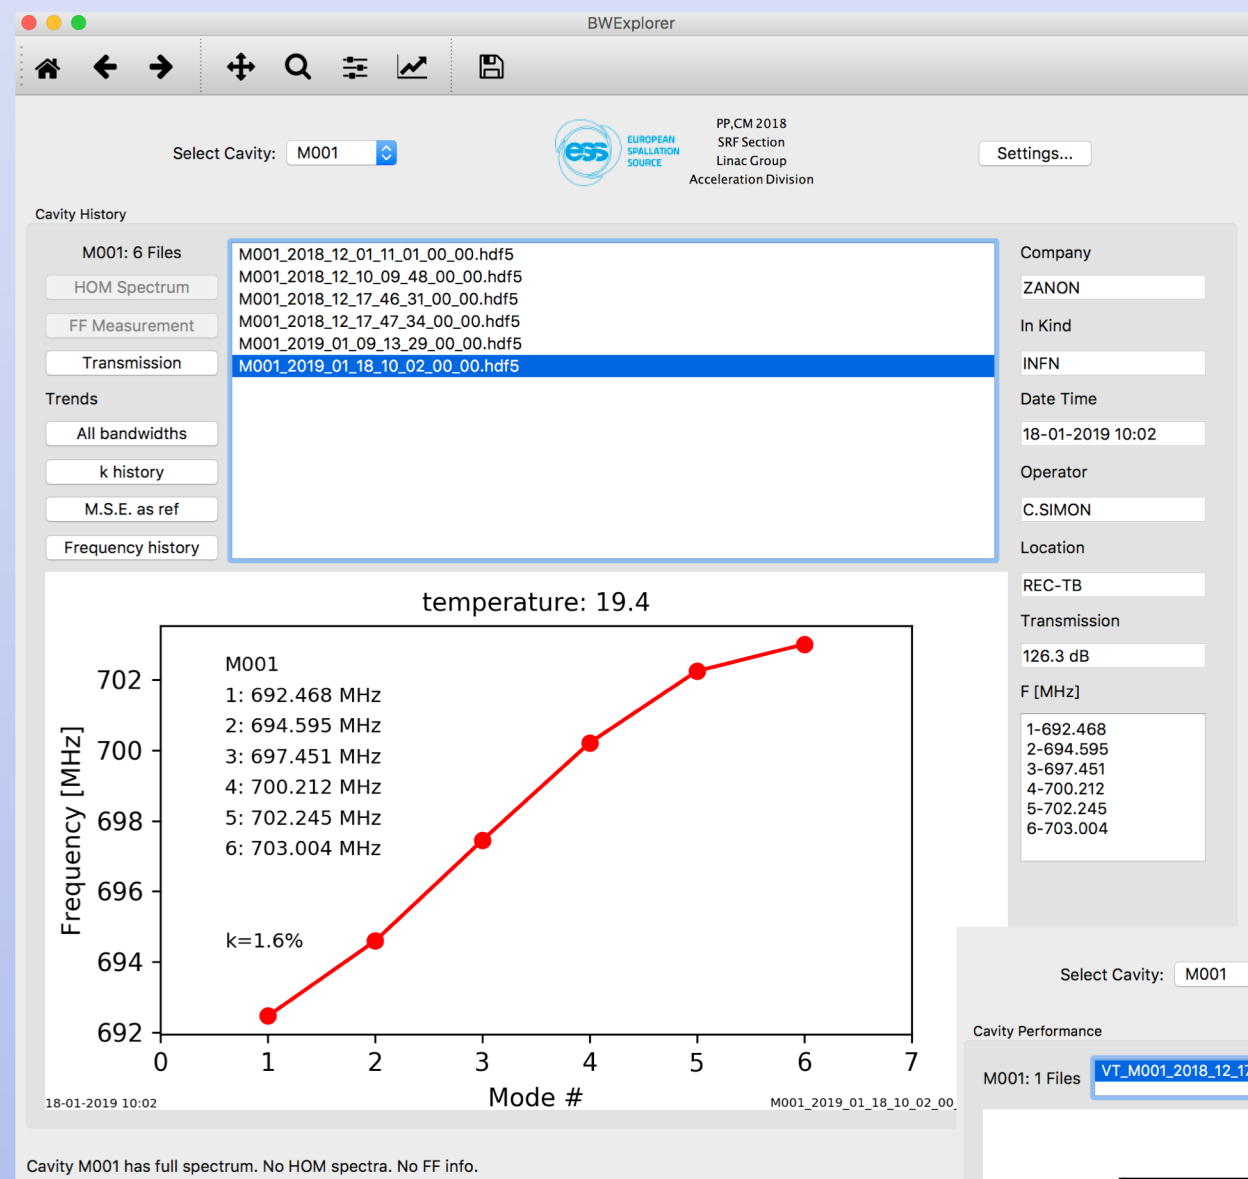 BWExplorer
Select Cavity: M001
ess
EUROPEAN
SPALLATION
SOURCE
PP,CM 2018
SRF Section
Linac Group
Acceleration Division
Settings...
Cavity History
M001: 6 Files
HOM Spectrum
FF Measurement
Transmission
Trends
All bandwidths
k history
M.S.E. as ref
Frequency history
M001_2018_12_01_11_01_00_00.hdf5
M001_2018_12_10_09_48_00_00.hdf5
M001_2018_12_17_46_31_00_00.hdf5
M001_2018_12_17_47_34_00_00.hdf5
M001_2019_01_09_13_29_00_00.hdf5
M001_2019_01_18_10_02_00_00.hdf5
Company
ZANON
In Kind
INFN
Date Time
18-01-2019 10:02
Operator
C.SIMON
Location
REC-TB
Transmission
126.3 dB
F [MHz]
1-692.468
2-694.595
3-697.451
4-700.212
5-702.245
6-703.004
temperature: 19.4
M001
1: 692.468 MHz
2: 694.595 MHz
3: 697.451 MHz
4: 700.212 MHz
5: 702.245 MHz
6: 703.004 MHz
k=1.6%
Frequency [MHz]
702
700
698
696
694
692
0 1 2 3 4 5 6 7
Mode #
18-01-2019 10:02
M001_2019_01_18_10_02_00_
Select Cavity: M001
Cavity Performance
M001: 1 Files
VT_M001_2018_12_17
Cavity M001 has full spectrum. No HOM spectra. No FF info.